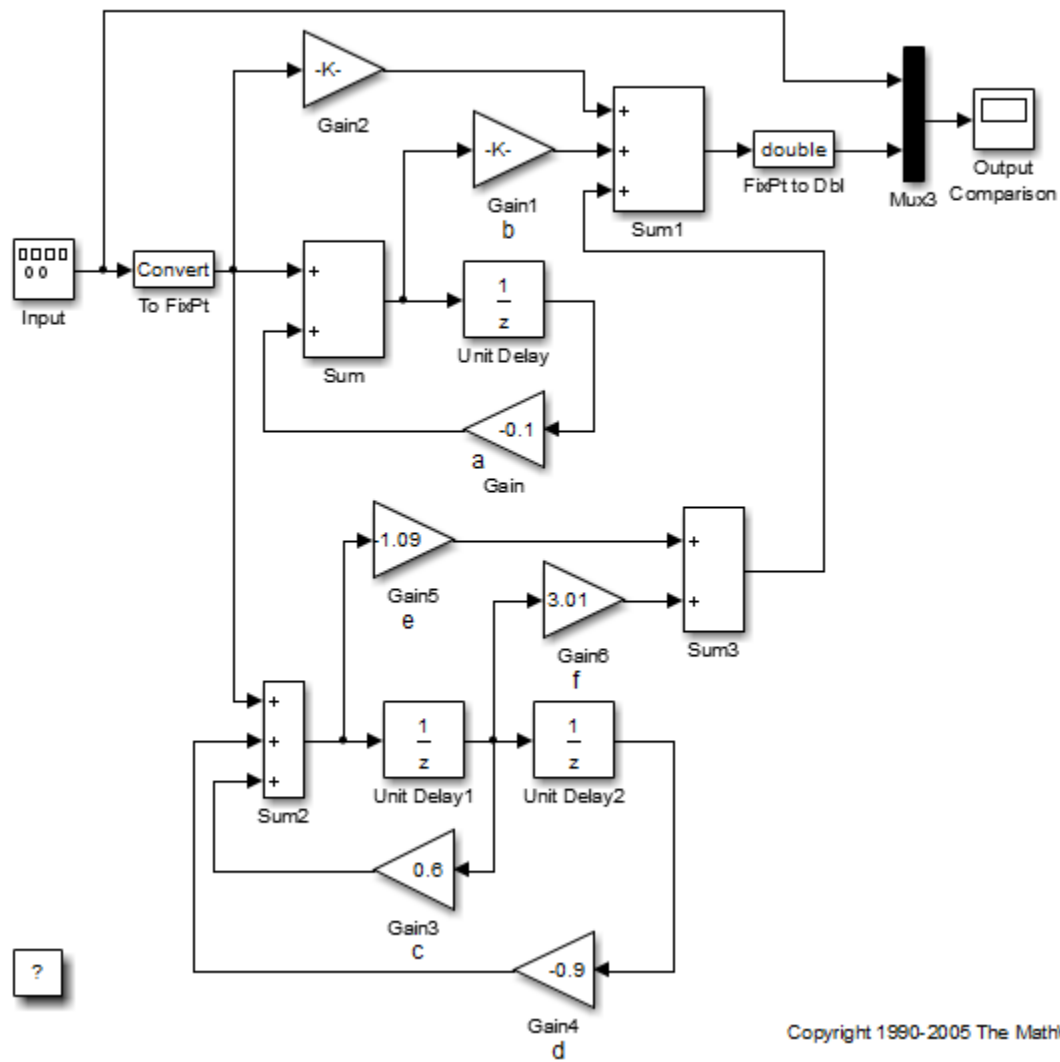 -K-
Gain2
-K-
Gain1
b
+
+
+
Sum1
double
FixPt to Dbl
Mux3
Output
Comparison
0 0
Input
Convert
To FixPt
+
+
Sum
1
z
Unit Delay
-0.1
a
Gain
-1.09
Gain5
e
3.01
Gain6
f
+
+
Sum3
+
+
+
Sum2
1
z
Unit Delay1
1
z
Unit Delay2
0.6
Gain3
c
?
-0.9
Gain4
d
Copyright 1990-2005 The Math